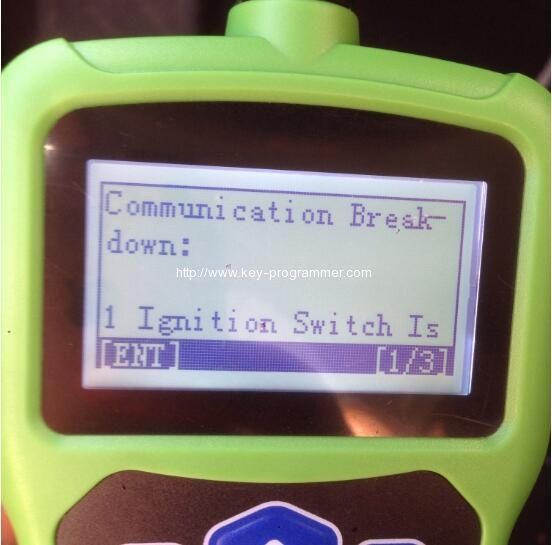 Communication Break-
down:
http://www.key-programmer.com
1 Ignition Switch Is
[ENT] [1/3]